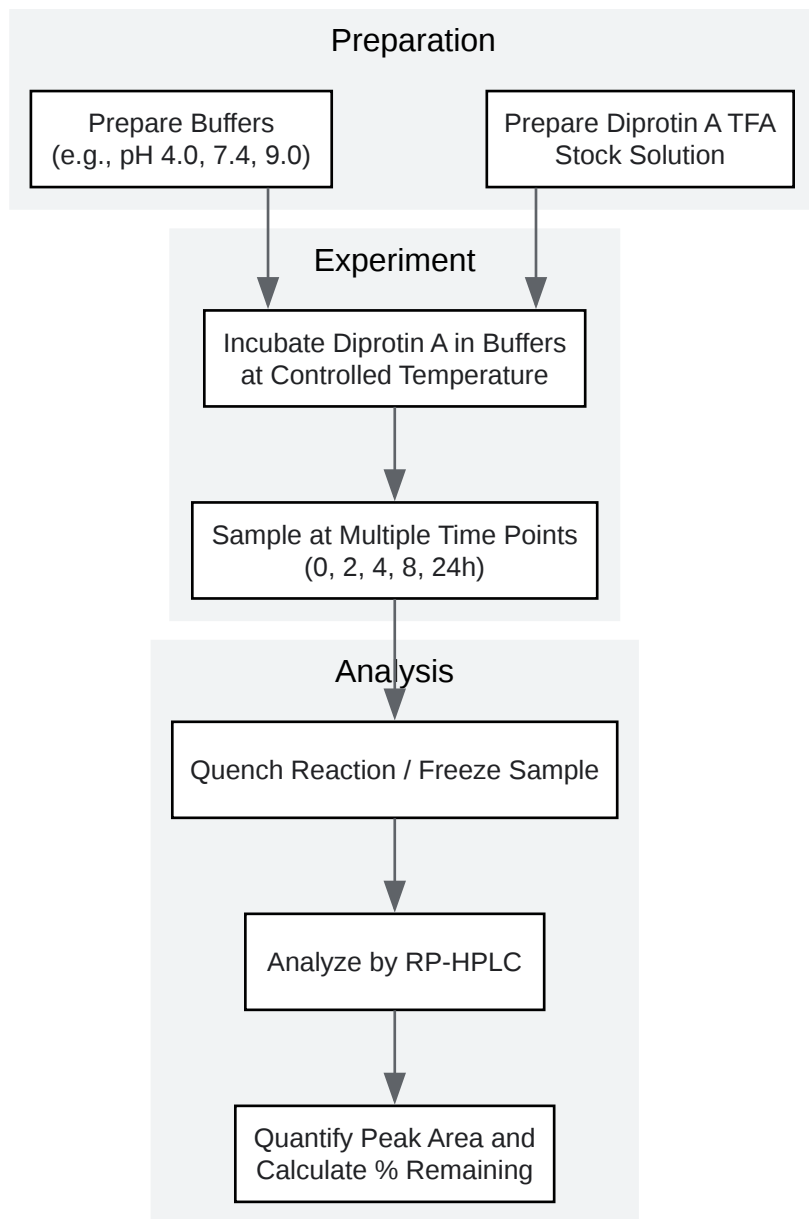 Preparation
Prepare Buffers
(e.g., pH 4.0, 7.4, 9.0)
Prepare Diprotin A TFA
Stock Solution
Experiment
Incubate Diprotin A in Buffers
at Controlled Temperature
Sample at Multiple Time Points
(0, 2, 4, 8, 24h)
Analysis
Quench Reaction / Freeze Sample
Analyze by RP-HPLC
Quantify Peak Area and
Calculate % Remaining